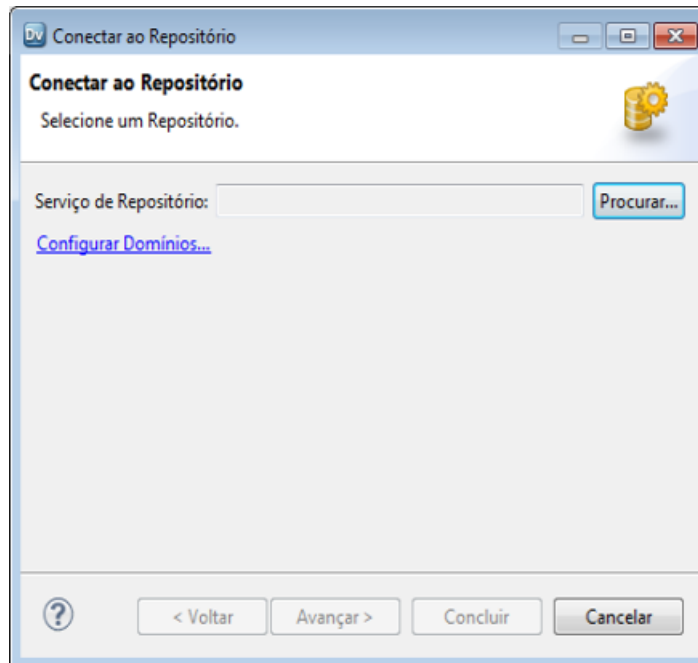 Dv Conectar ao Repositório
Conectar ao Repositório
Selecione um Repositório.
Serviço de Repositório: Procurar...
Configurar Domínios...
? < Voltar Avançar > Concluir Cancelar